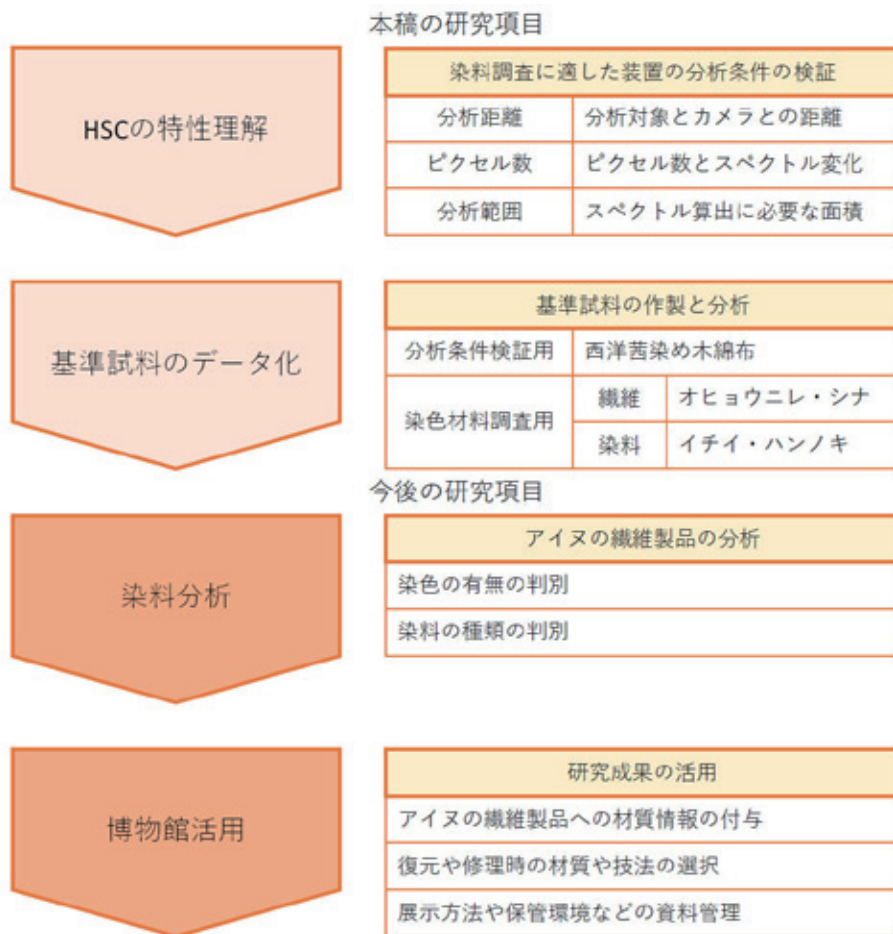 本稿の研究項目
HSCの特性理解
染料調査に適した装置の分析条件の検証
分析距離 分析対象とカメラとの距離
ピクセル数 ピクセル数とスペクトル変化
分析範囲 スペクトル算出に必要な面積
基準試料のデータ化
基準試料の作製と分析
分析条件検証用 西洋茜染め木綿布
染色材料調査用
繊維 オヒョウニレ・シナ
染料 イチイ・ハンノキ
今後の研究項目
染料分析
アイヌの繊維製品の分析
染色の有無の判別
染料の種類の判別
博物館活用
研究成果の活用
アイヌの繊維製品への材質情報の付与
復元や修理時の材質や技法の選択
展示方法や保管環境などの資料管理